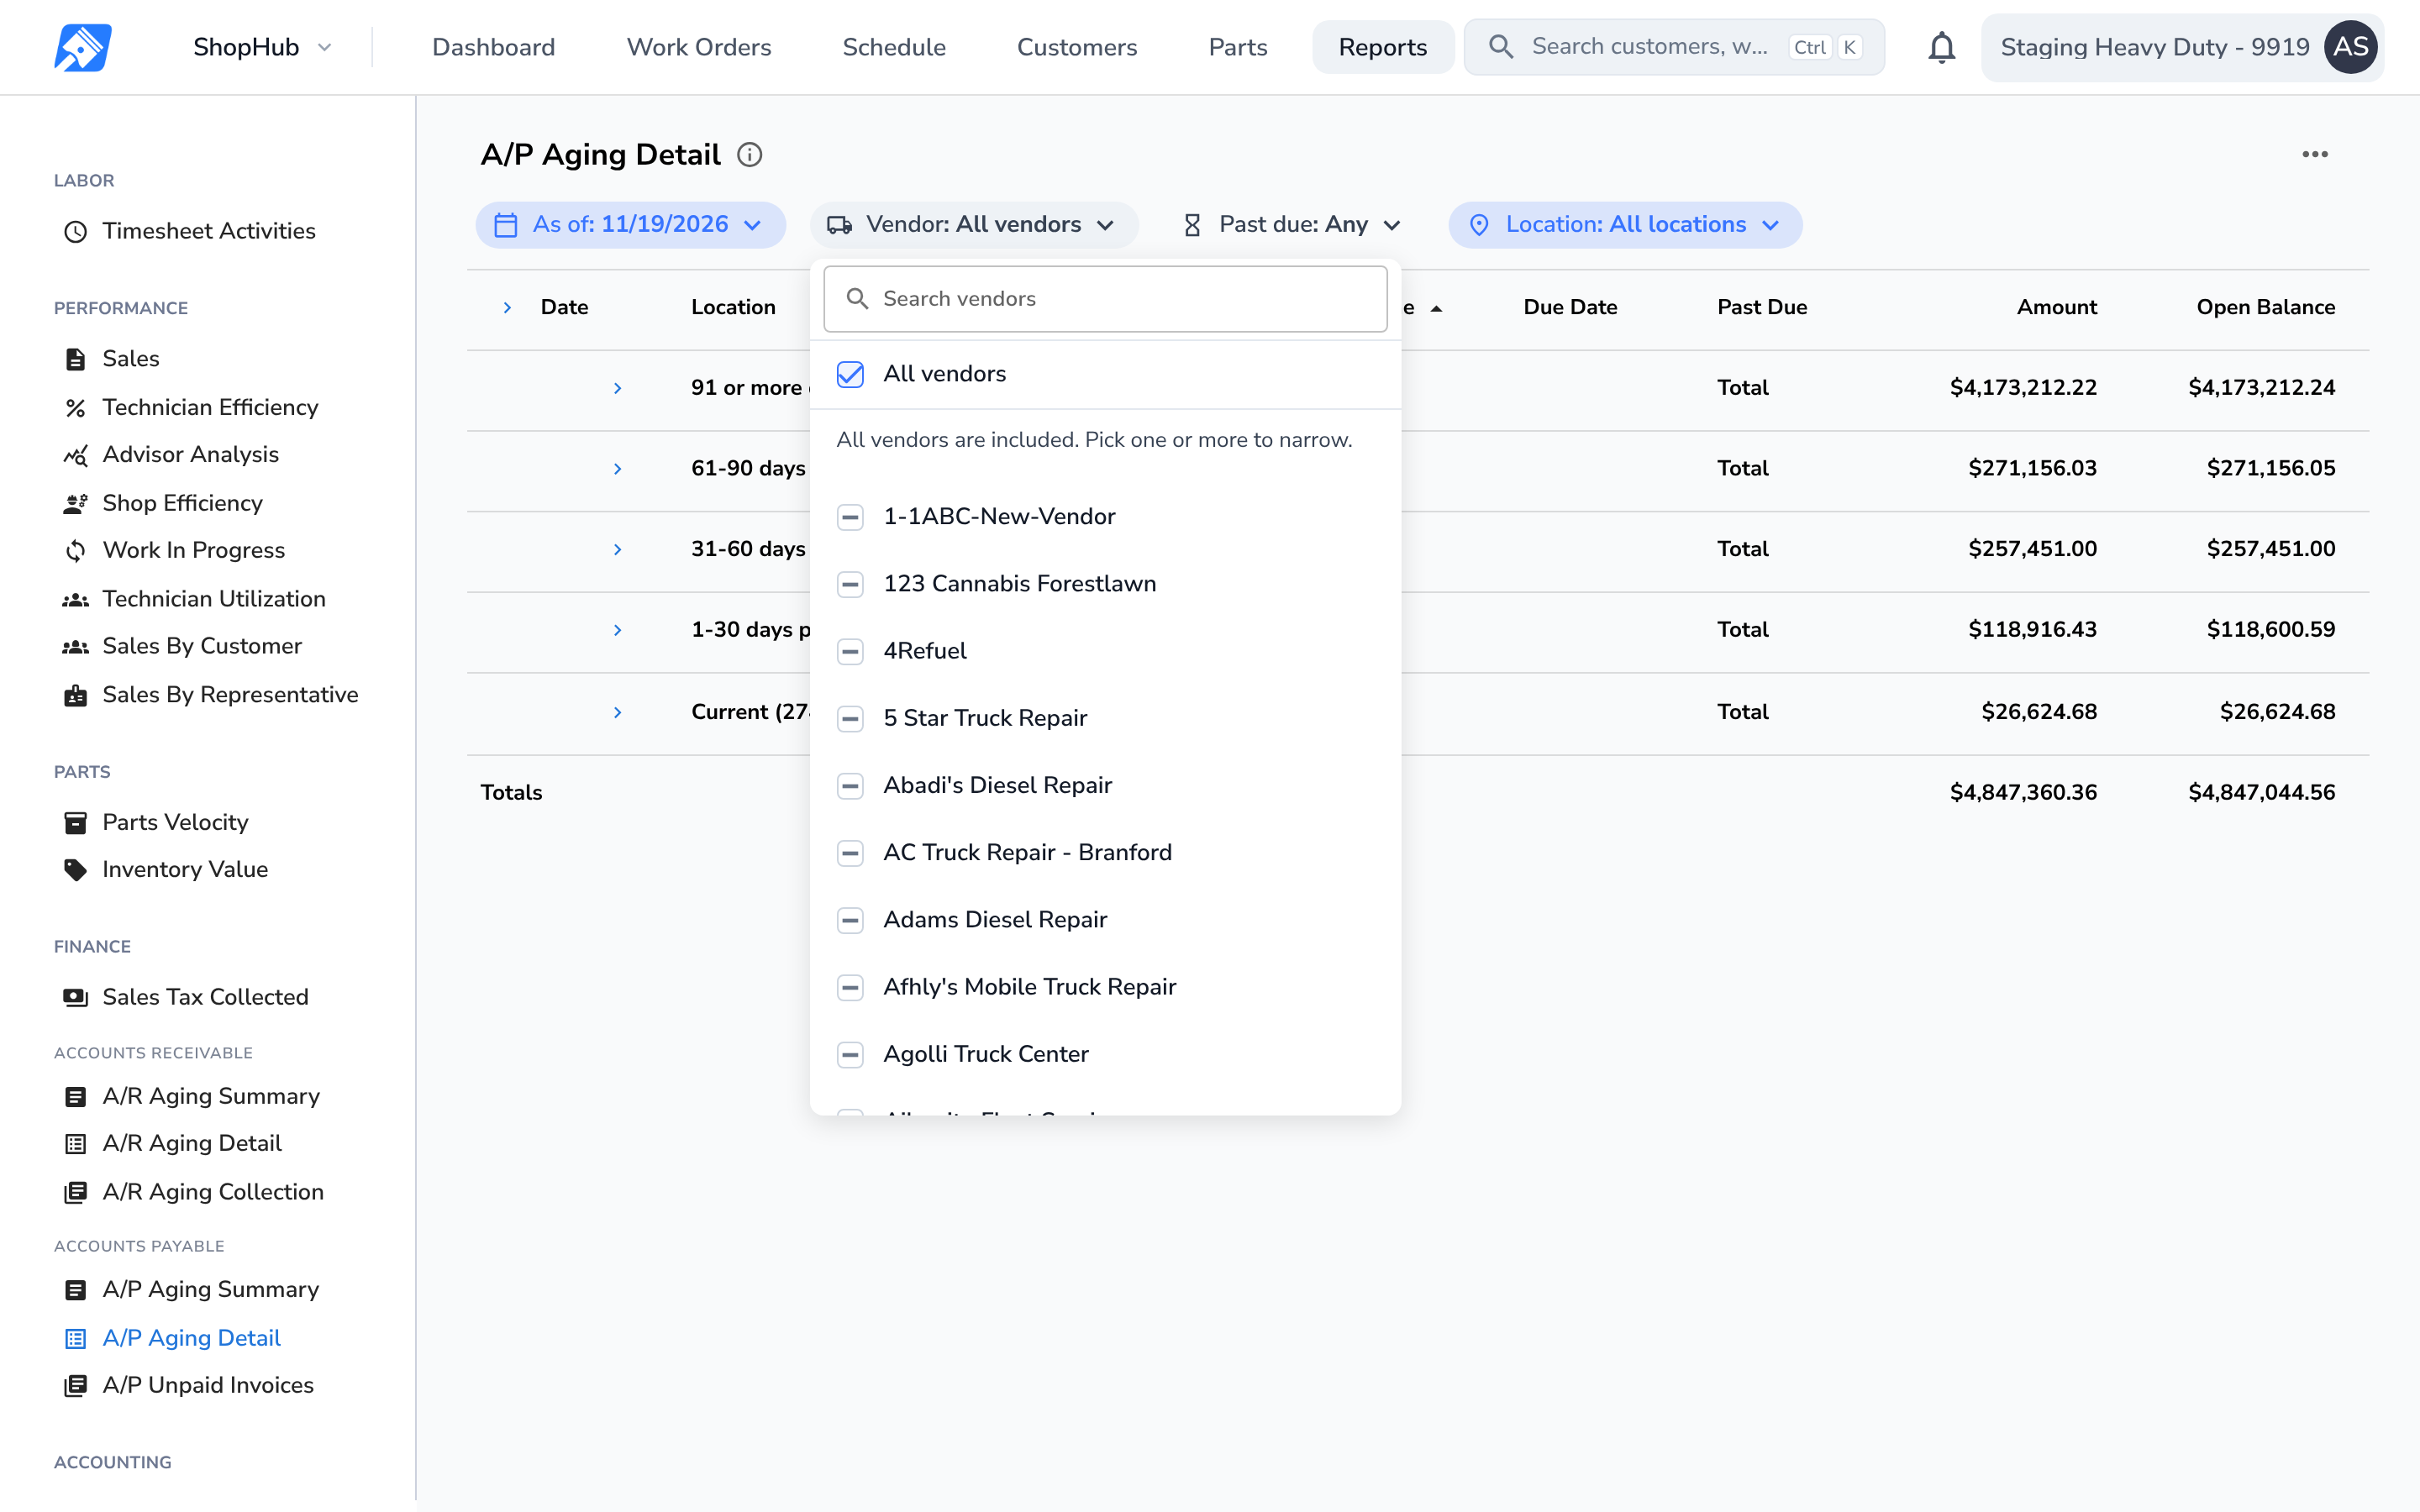 ShopHub
Dashboard
Work Orders
Schedule
Customers
Parts
Reports
Search customers, w...
Ctrl
K
Staging Heavy Duty - 9919
AS
LABOR
Timesheet Activities
PERFORMANCE
Sales
Technician Efficiency
Advisor Analysis
Shop Efficiency
Work In Progress
Technician Utilization
Sales By Customer
Sales By Representative
PARTS
Parts Velocity
Inventory Value
FINANCE
Sales Tax Collected
ACCOUNTS RECEIVABLE
A/R Aging Summary
A/R Aging Detail
A/R Aging Collection
ACCOUNTS PAYABLE
A/P Aging Summary
A/P Aging Detail
A/P Unpaid Invoices
ACCOUNTING
A/P Aging Detail
As of: 11/19/2026
Vendor: All vendors
Past due: Any
Location: All locations
Date Location e Due Date Past Due Amount Open Balance
91 or more Total $4,173,212.22 $4,173,212.24
61-90 days Total $271,156.03 $271,156.05
31-60 days Total $257,451.00 $257,451.00
1-30 days p Total $118,916.43 $118,600.59
Current (27 Total $26,624.68 $26,624.68
Totals $4,847,360.36 $4,847,044.56
Search vendors
All vendors
All vendors are included. Pick one or more to narrow.
1-1ABC-New-Vendor
123 Cannabis Forestlawn
4Refuel
5 Star Truck Repair
Abadi's Diesel Repair
AC Truck Repair - Branford
Adams Diesel Repair
Afhly's Mobile Truck Repair
Agolli Truck Center